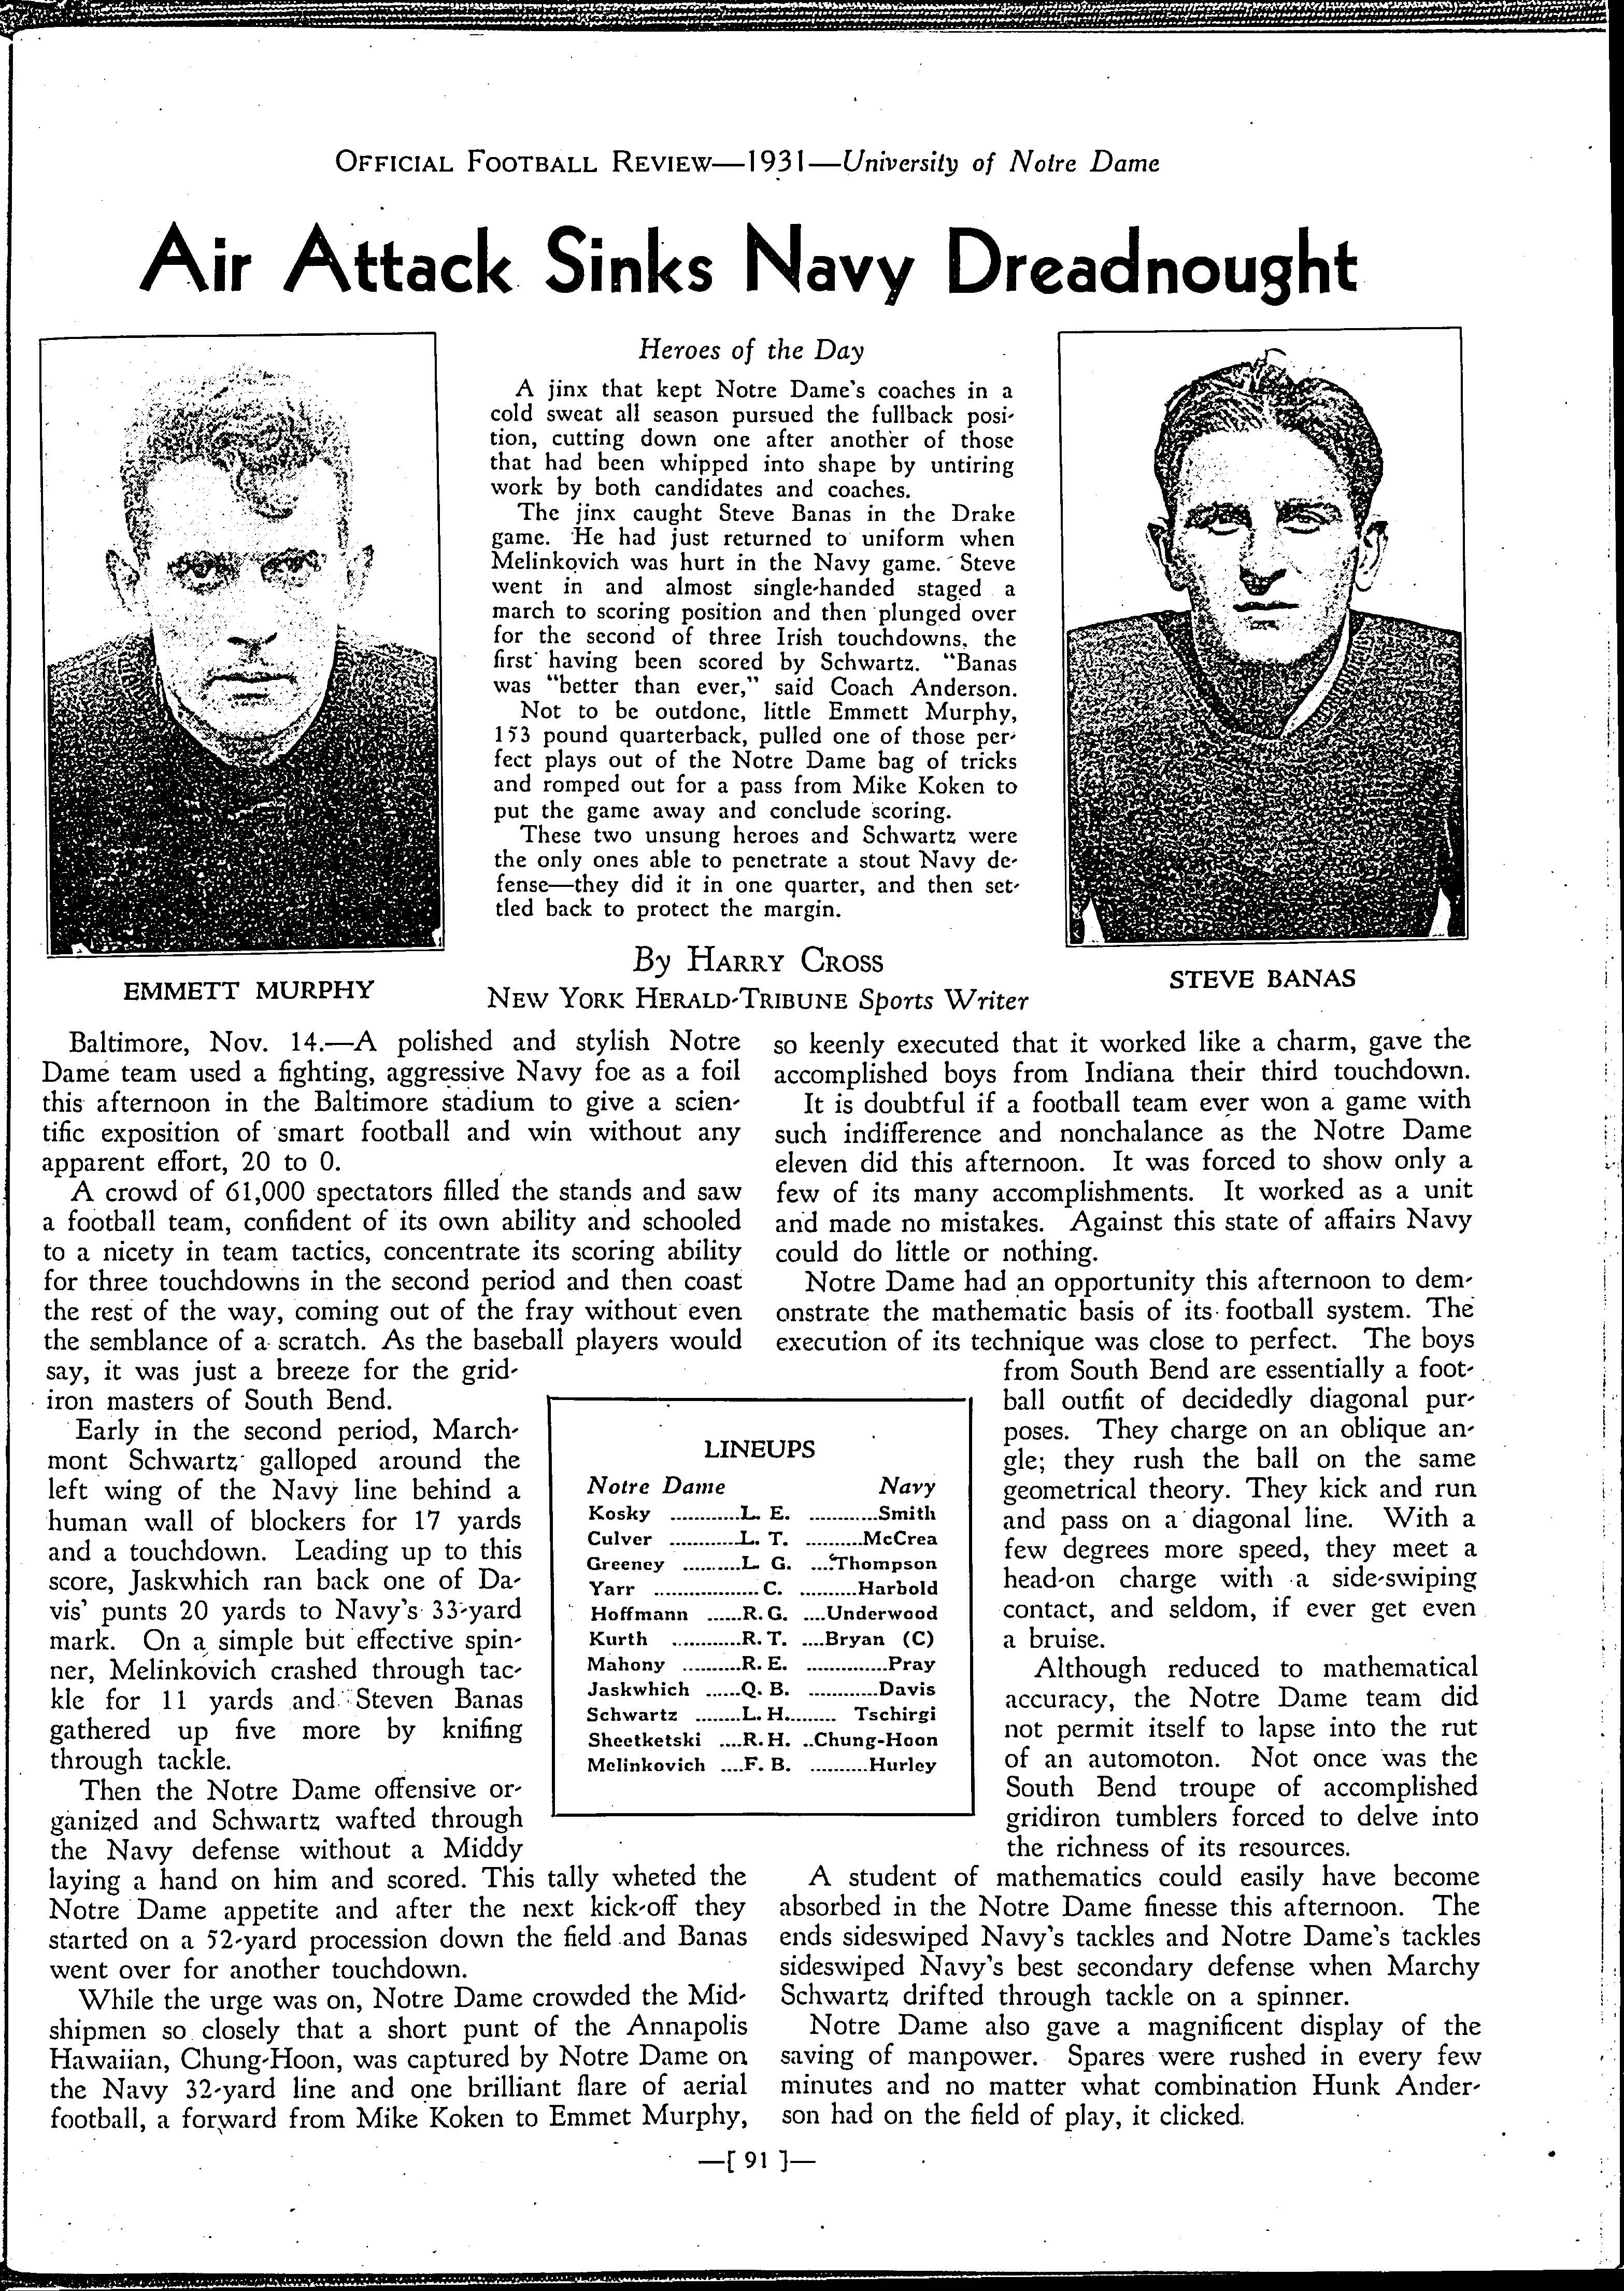 OFFICIAL FOOTBALL REVIEW—1931—University of Notre Dame
Air Attack Sinks Navy Dreadnought
Heroes of the Day
A jinx that kept Notre Dame's coaches in a
cold sweat all season pursued the fullback posi-
tion, cutting down one after another of those
that had been whipped into shape by untiring
work by both candidates and coaches.
The jinx caught Steve Banas in the Drake
game. He had just returned to uniform when
Melinkovich was hurt in the Navy game. Steve
went in and almost single-handed staged a
march to scoring position and then plunged over
for the second of three Irish touchdowns, the
first having been scored by Schwartz. "Banas
was "better than ever," said Coach Anderson.
Not to be outdone, little Emmett Murphy,
153 pound quarterback, pulled one of those per-
fect plays out of the Notre Dame bag of tricks
and romped out for a pass from Mike Koken to
put the game away and conclude scoring.
These two unsung heroes and Schwartz were
the only ones able to penetrate a stout Navy de-
fense—they did it in one quarter, and then set-
tled back to protect the margin.
By HARRY CROSS
NEW YORK HERALD-TRIBUNE Sports Writer
EMMETT MURPHY
STEVE BANAS
Baltimore, Nov. 14.—A polished and stylish Notre
Dame team used a fighting, aggressive Navy foe as a foil
this afternoon in the Baltimore stadium to give a scien-
tific exposition of smart football and win without any
apparent effort, 20 to 0.
A crowd of 61,000 spectators filled the stands and saw
a football team, confident of its own ability and schooled
to a nicety in team tactics, concentrate its scoring ability
for three touchdowns in the second period and then coast
the rest of the way, coming out of the fray without even
the semblance of a scratch. As the baseball players would
say, it was just a breeze for the grid-
iron masters of South Bend.
Early in the second period, March-
mont Schwartz galloped around the
left wing of the Navy line behind a
human wall of blockers for 17 yards
and a touchdown. Leading up to this
score, Jaskwhich ran back one of Da-
vis' punts 20 yards to Navy's 33-yard
mark. On a simple but effective spin-
ner, Melinkovich crashed through tac-
kle for 11 yards and Steven Banas
gathered up five more by knifing
through tackle.
Then the Notre Dame offensive or-
ganized and Schwartz wafted through
the Navy defense without a Middy
laying a hand on him and scored. This tally wheted the
Notre Dame appetite and after the next kick-off they
started on a 52-yard procession down the field and Banas
went over for another touchdown.
While the urge was on, Notre Dame crowded the Mid-
shipmen so closely that a short punt of the Annapolis
Hawaiian, Chung-Hoon, was captured by Notre Dame on
the Navy 32-yard line and one brilliant flare of aerial
football, a forward from Mike Koken to Emmet Murphy,
LINEUPS
Notre Dame Navy
Kosky ............L. E. ............Smith
Culver ............L. T. ..........McCrea
Greeney ..........L. G. ....Thompson
Yarr ..................C. ..........Harbold
Hoffmann ......R. G. ....Underwood
Kurth ............R. T. ....Bryan (C)
Mahony ..........R. E. ..............Pray
Jaskwhich ......Q. B. ............Davis
Schwartz ........L. H......... Tschirgi
Sheetketski ....R. H. ..Chung-Hoon
Melinkovich ....F. B. ..........Hurley
so keenly executed that it worked like a charm, gave the
accomplished boys from Indiana their third touchdown.
It is doubtful if a football team ever won a game with
such indifference and nonchalance as the Notre Dame
eleven did this afternoon. It was forced to show only a
few of its many accomplishments. It worked as a unit
and made no mistakes. Against this state of affairs Navy
could do little or nothing.
Notre Dame had an opportunity this afternoon to dem-
onstrate the mathematic basis of its football system. The
execution of its technique was close to perfect. The boys
from South Bend are essentially a foot-
ball outfit of decidedly diagonal pur-
poses. They charge on an oblique an-
gle; they rush the ball on the same
geometrical theory. They kick and run
and pass on a diagonal line. With a
few degrees more speed, they meet a
head-on charge with a side-swiping
contact, and seldom, if ever get even
a bruise.
Although reduced to mathematical
accuracy, the Notre Dame team did
not permit itself to lapse into the rut
of an automoton. Not once was the
South Bend troupe of accomplished
gridiron tumblers forced to delve into
the richness of its resources.
A student of mathematics could easily have become
absorbed in the Notre Dame finesse this afternoon. The
ends sideswiped Navy's tackles and Notre Dame's tackles
sideswiped Navy's best secondary defense when Marchy
Schwartz drifted through tackle on a spinner.
Notre Dame also gave a magnificent display of the
saving of manpower. Spares were rushed in every few
minutes and no matter what combination Hunk Ander-
son had on the field of play, it clicked.
—[ 91 ]—